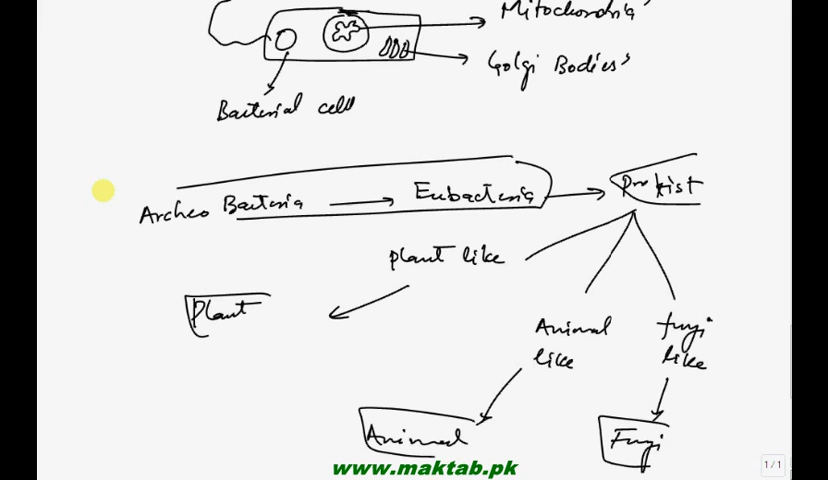 Mitochondria
Golgi Bodies
Bacterial cell
Archeo Bacteria → Eubacteria → Protist
plant like
Plant
Animal like
fungi like
Animal
Fungi
www.maktab.pk
1/1